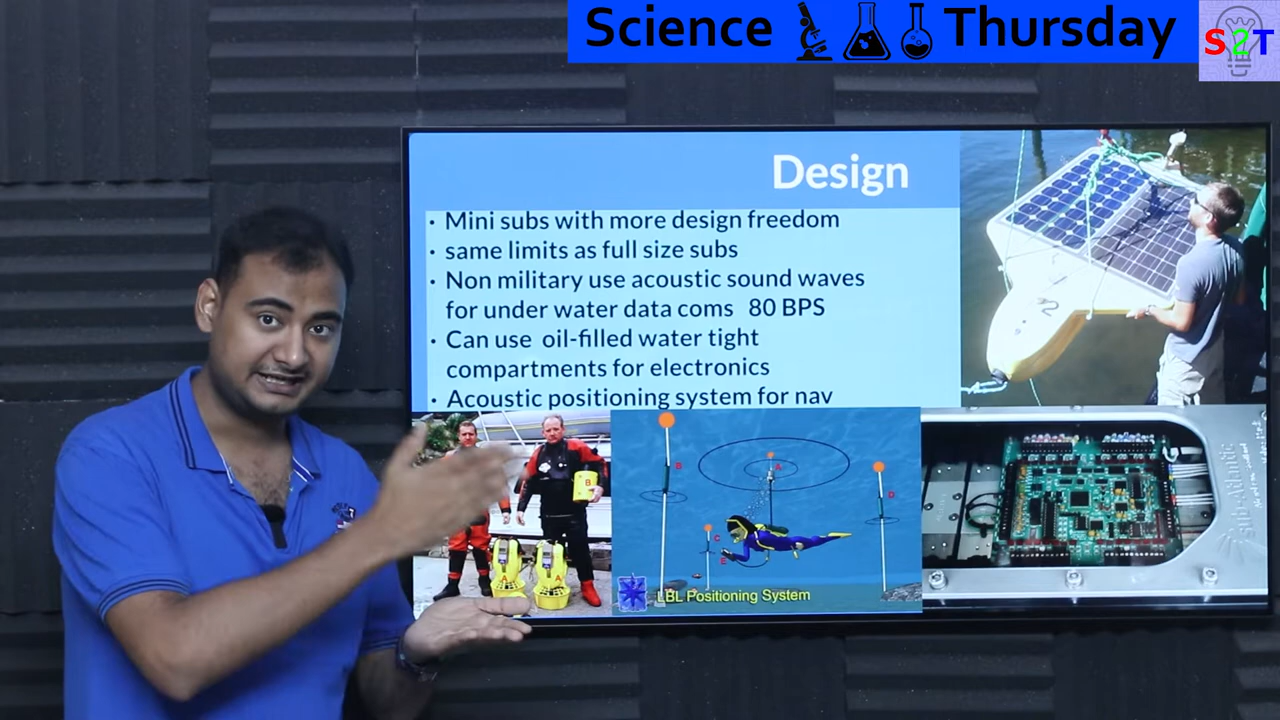 Science Thursday
S2T
Design
· Mini subs with more design freedom
· same limits as full size subs
· Non military use acoustic sound waves
for under water data coms 80 BPS
· Can use oil-filled water tight
compartments for electronics
· Acoustic positioning system for nav
B
A
B
A
C
D
E
LBL Positioning System